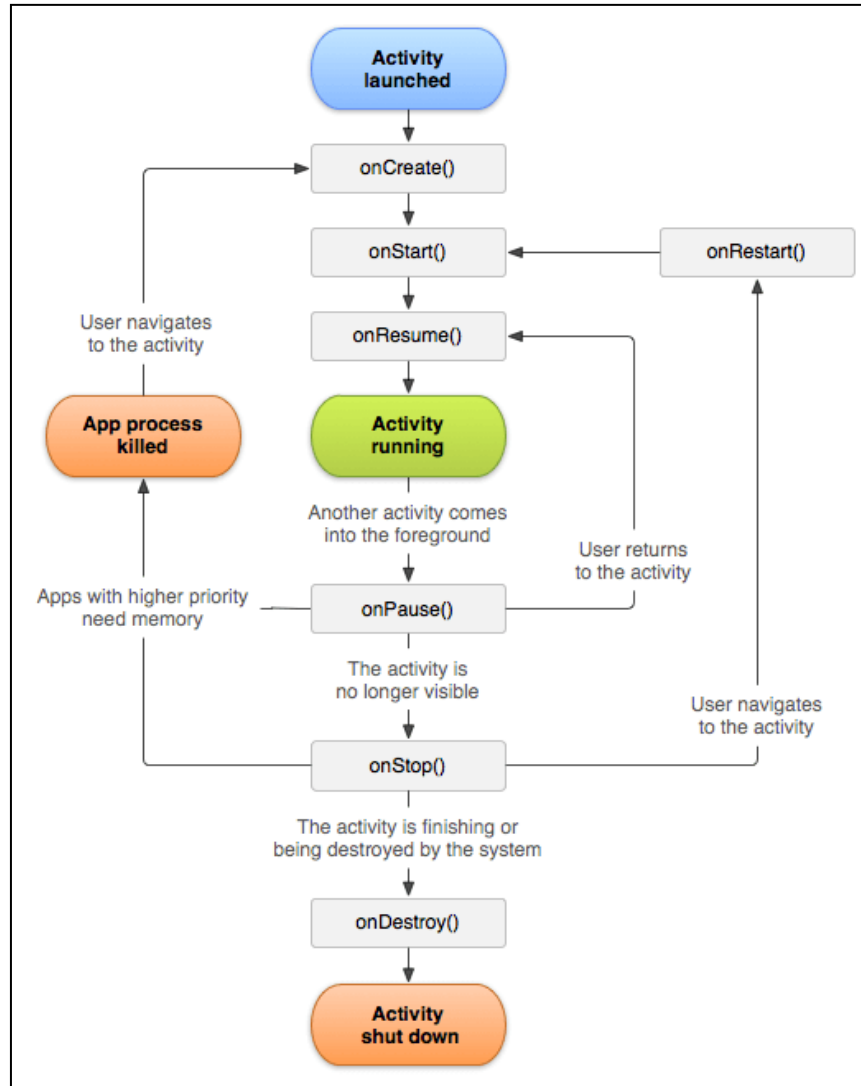 Activity
launched
onCreate()
onStart()
onRestart()
User navigates
to the activity
onResume()
App process
killed
Activity
running
Another activity comes
into the foreground
User returns
to the activity
Apps with higher priority
need memory
onPause()
The activity is
no longer visible
User navigates
to the activity
onStop()
The activity is finishing or
being destroyed by the system
onDestroy()
Activity
shut down